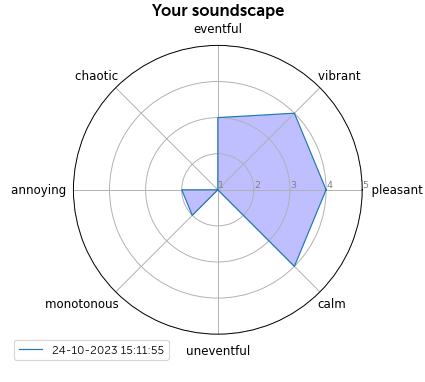 Your soundscape
eventful
chaotic
vibrant
annoying
1 2 3 4 5
pleasant
monotonous
calm
uneventful
24-10-2023 15:11:55